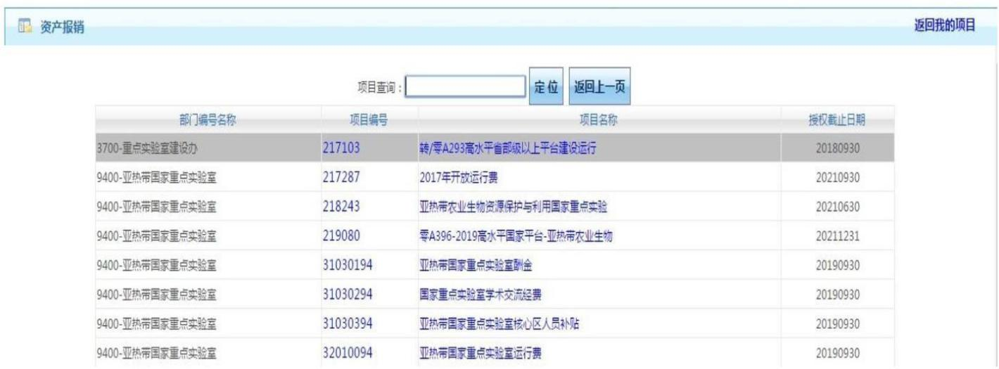 资产报销 返回我的项目
项目查询： 定位 返回上一页
部门编号名称 项目编号 项目名称 授权截止日期
3700-重点实验室建设办 217103 转/零A293高水平省部级以上平台建设运行 20180930
9400-亚热带国家重点实验室 217287 2017年开放运行费 20210930
9400-亚热带国家重点实验室 218243 亚热带农业生物资源保护与利用国家重点实验 20210630
9400-亚热带国家重点实验室 219080 零A396-2019高水平国家平台-亚热带农业生物 20211231
9400-亚热带国家重点实验室 31030194 亚热带国家重点实验室酬金 20190930
9400-亚热带国家重点实验室 31030294 国家重点实验室学术交流经费 20190930
9400-亚热带国家重点实验室 31030394 亚热带国家重点实验室核心区人员补贴 20190930
9400-亚热带国家重点实验室 32010094 亚热带国家重点实验室运行费 20190930